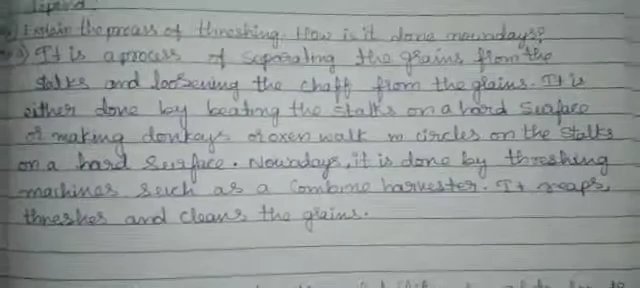 Liquid
Explain the process of threshing. How is it done nowadays?
It is a process of separating the grains from the
stalks and loosening the chaff from the grains. It is
either done by beating the stalks on a hard surface
or making donkeys or oxen walk in circles on the stalks
on a hard surface. Nowadays, it is done by threshing
machines such as a combine harvester. It reaps,
threshes and cleans the grains.